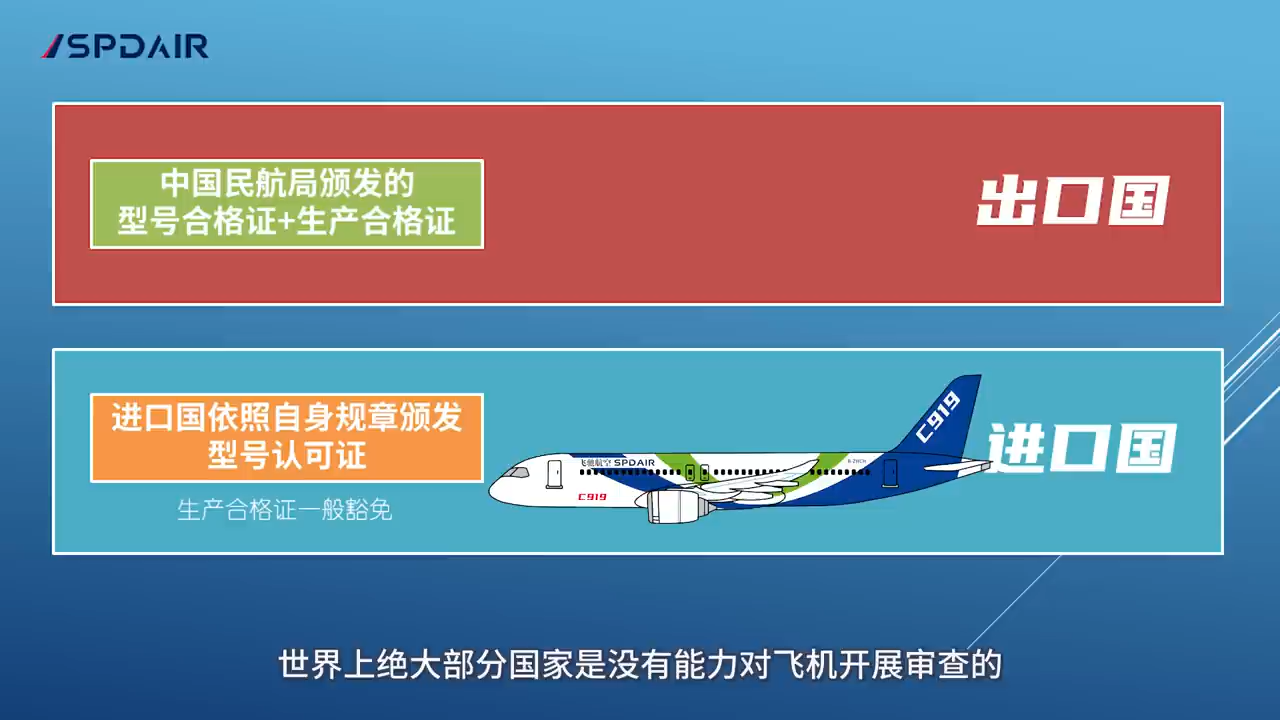 SPDAIR
中国民航局颁发的
型号合格证+生产合格证
出口国
进口国依照自身规章颁发
型号认可证
生产合格证一般豁免
飞驰航空 SPDAIR
C919
C919
进口国
世界上绝大部分国家是没有能力对飞机开展审查的